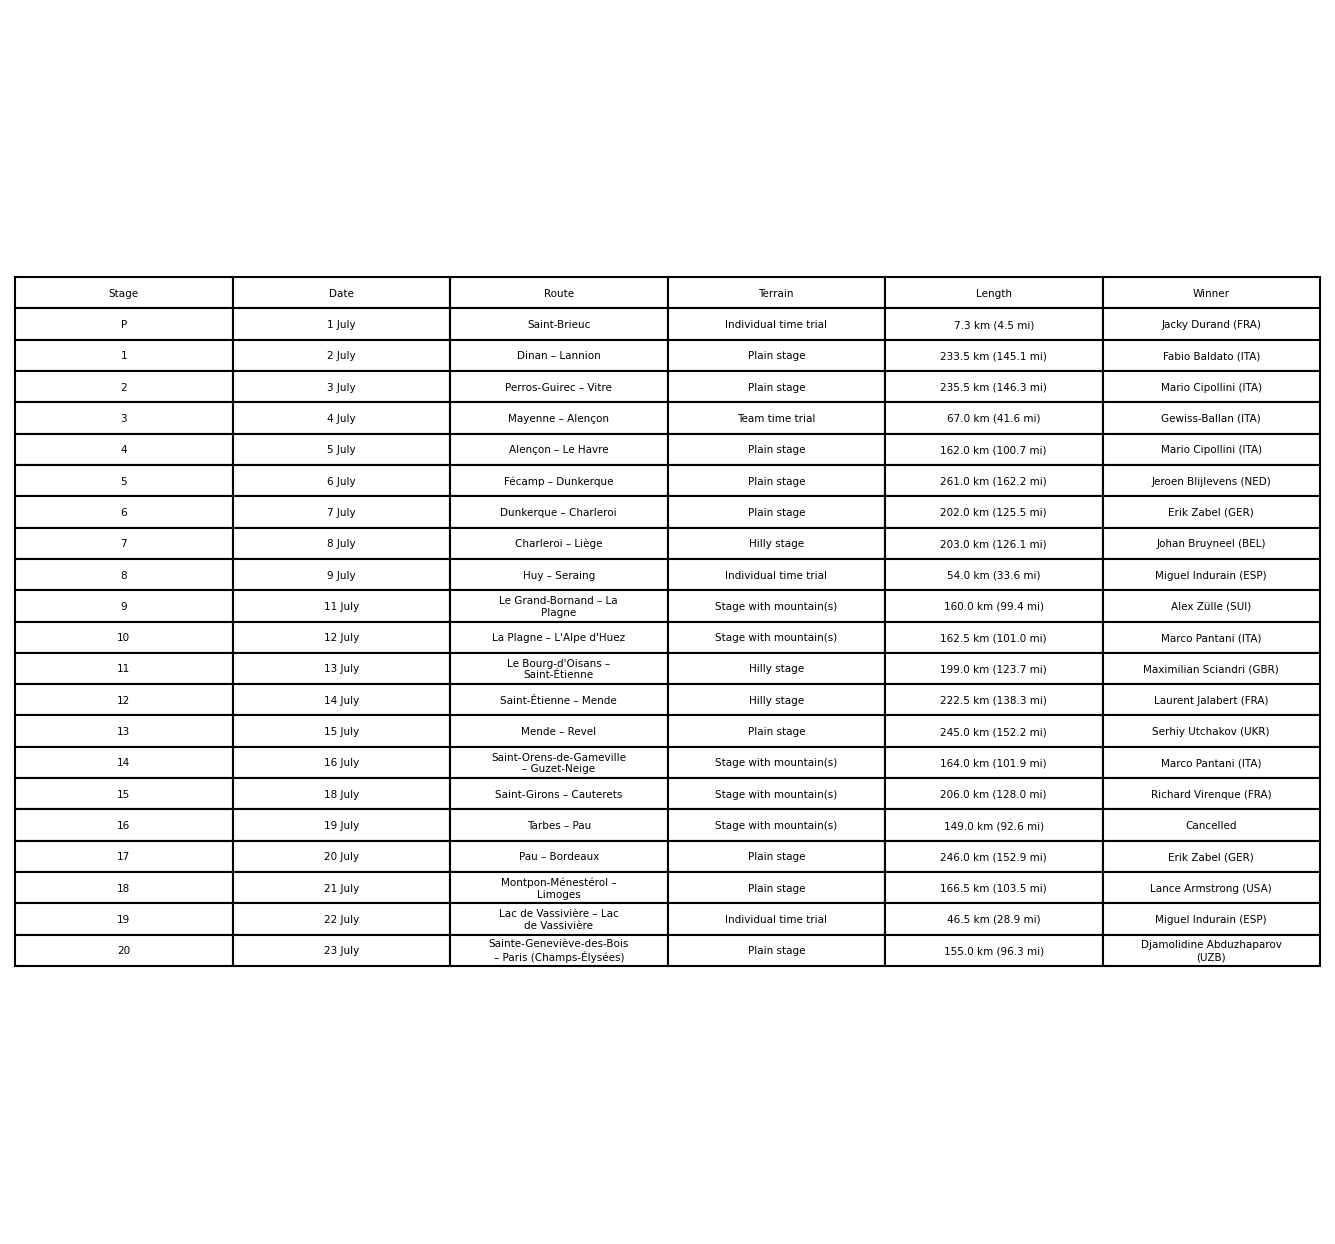 Stage Date Route Terrain Length Winner
P 1 July Saint-Brieuc Individual time trial 7.3 km (4.5 mi) Jacky Durand (FRA)
1 2 July Dinan – Lannion Plain stage 233.5 km (145.1 mi) Fabio Baldato (ITA)
2 3 July Perros-Guirec – Vitre Plain stage 235.5 km (146.3 mi) Mario Cipollini (ITA)
3 4 July Mayenne – Alençon Team time trial 67.0 km (41.6 mi) Gewiss-Ballan (ITA)
4 5 July Alençon – Le Havre Plain stage 162.0 km (100.7 mi) Mario Cipollini (ITA)
5 6 July Fécamp – Dunkerque Plain stage 261.0 km (162.2 mi) Jeroen Blijlevens (NED)
6 7 July Dunkerque – Charleroi Plain stage 202.0 km (125.5 mi) Erik Zabel (GER)
7 8 July Charleroi – Liège Hilly stage 203.0 km (126.1 mi) Johan Bruyneel (BEL)
8 9 July Huy – Seraing Individual time trial 54.0 km (33.6 mi) Miguel Indurain (ESP)
9 11 July Le Grand-Bornand – La
Plagne Stage with mountain(s) 160.0 km (99.4 mi) Alex Zülle (SUI)
10 12 July La Plagne – L'Alpe d'Huez Stage with mountain(s) 162.5 km (101.0 mi) Marco Pantani (ITA)
11 13 July Le Bourg-d'Oisans –
Saint-Étienne Hilly stage 199.0 km (123.7 mi) Maximilian Sciandri (GBR)
12 14 July Saint-Étienne – Mende Hilly stage 222.5 km (138.3 mi) Laurent Jalabert (FRA)
13 15 July Mende – Revel Plain stage 245.0 km (152.2 mi) Serhiy Utchakov (UKR)
14 16 July Saint-Orens-de-Gameville
– Guzet-Neige Stage with mountain(s) 164.0 km (101.9 mi) Marco Pantani (ITA)
15 18 July Saint-Girons – Cauterets Stage with mountain(s) 206.0 km (128.0 mi) Richard Virenque (FRA)
16 19 July Tarbes – Pau Stage with mountain(s) 149.0 km (92.6 mi) Cancelled
17 20 July Pau – Bordeaux Plain stage 246.0 km (152.9 mi) Erik Zabel (GER)
18 21 July Montpon-Ménestérol –
Limoges Plain stage 166.5 km (103.5 mi) Lance Armstrong (USA)
19 22 July Lac de Vassivière – Lac
de Vassivière Individual time trial 46.5 km (28.9 mi) Miguel Indurain (ESP)
20 23 July Sainte-Geneviève-des-Bois
– Paris (Champs-Élysées) Plain stage 155.0 km (96.3 mi) Djamolidine Abduzhaparov
(UZB)